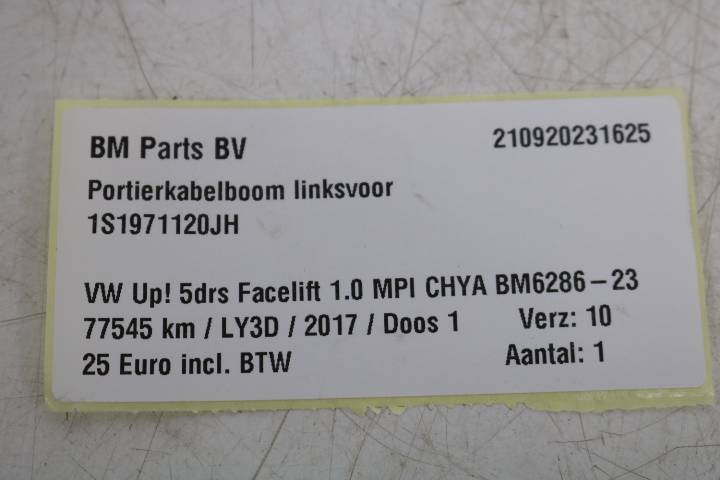 BM Parts BV 210920231625
Portierkabelboom linksvoor
1S1971120JH
VW Up! 5drs Facelift 1.0 MPI CHYA BM6286-23
77545 km / LY3D / 2017 / Doos 1 Verz: 10
25 Euro incl. BTW Aantal: 1